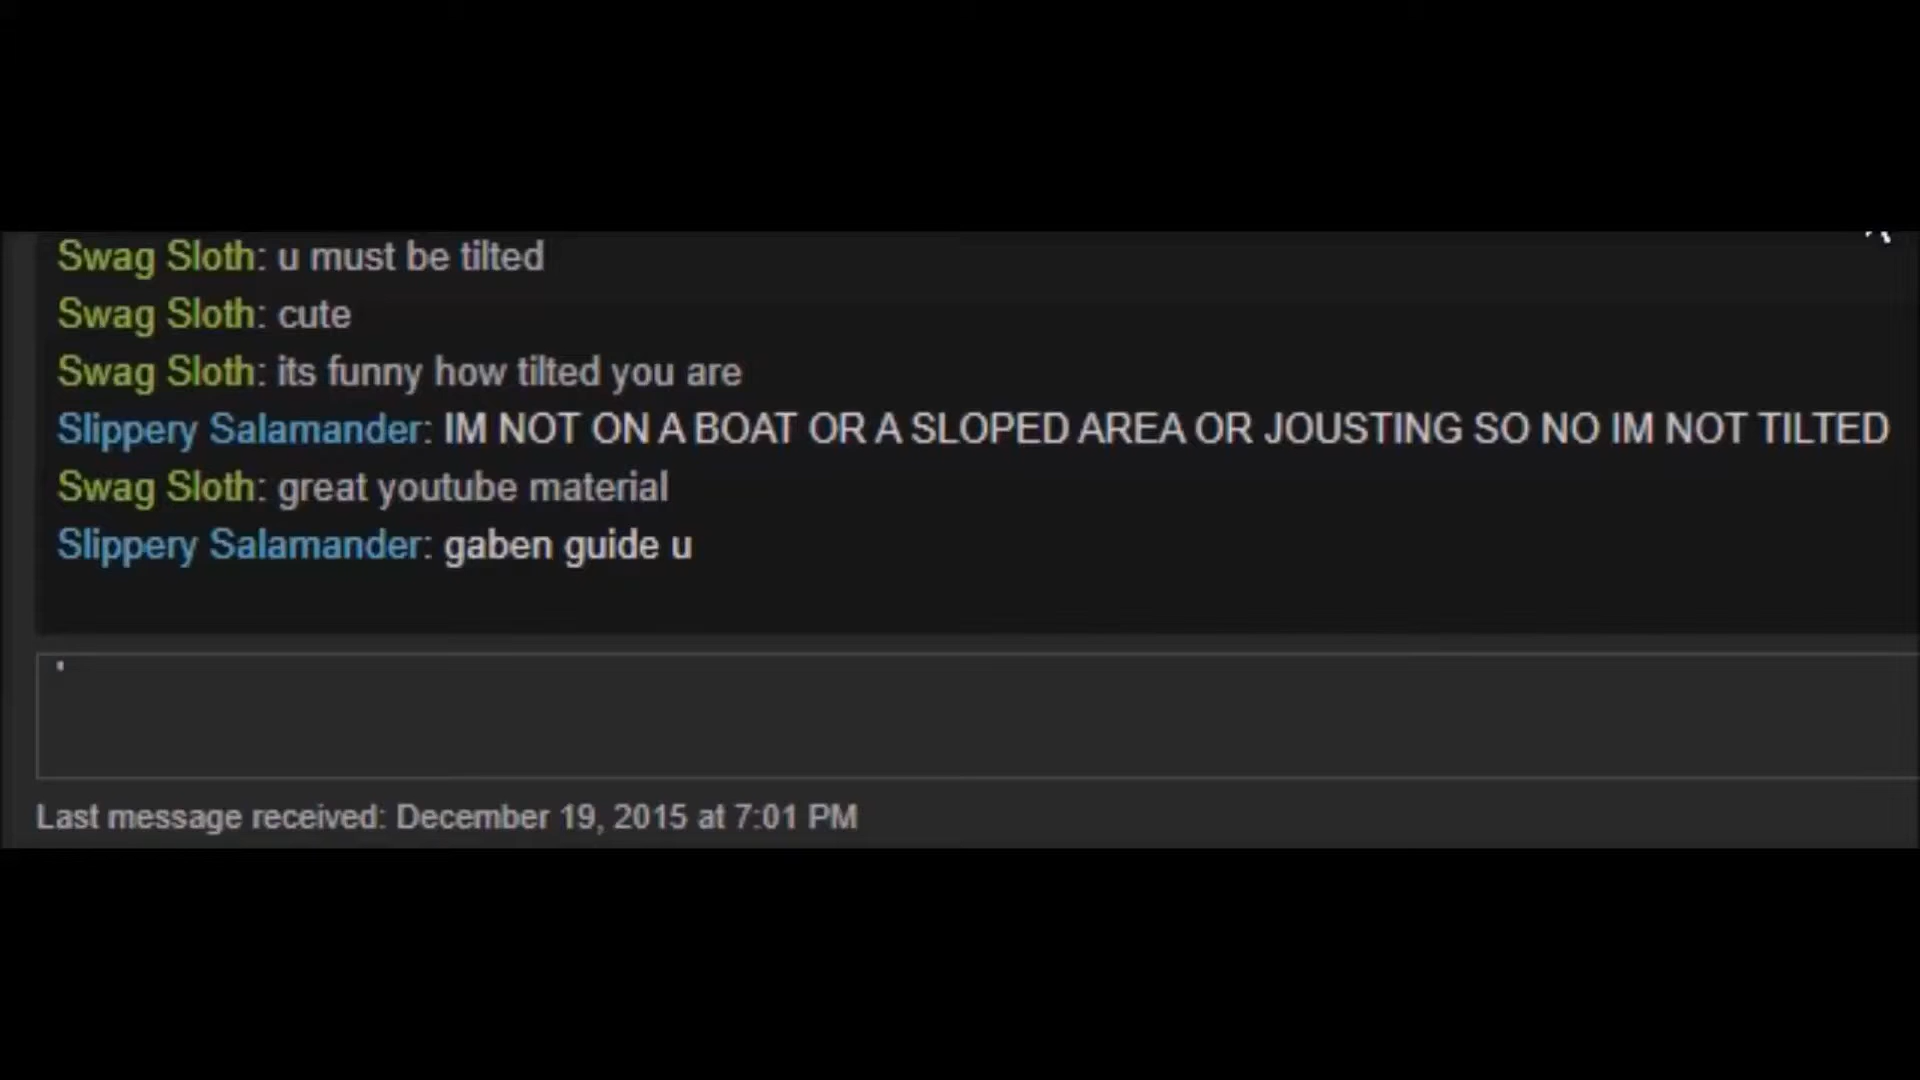 Swag Sloth: u must be tilted
Swag Sloth: cute
Swag Sloth: its funny how tilted you are
Slippery Salamander: IM NOT ON A BOAT OR A SLOPED AREA OR JOUSTING SO NO IM NOT TILTED
Swag Sloth: great youtube material
Slippery Salamander: gaben guide u
Last message received: December 19, 2015 at 7:01 PM